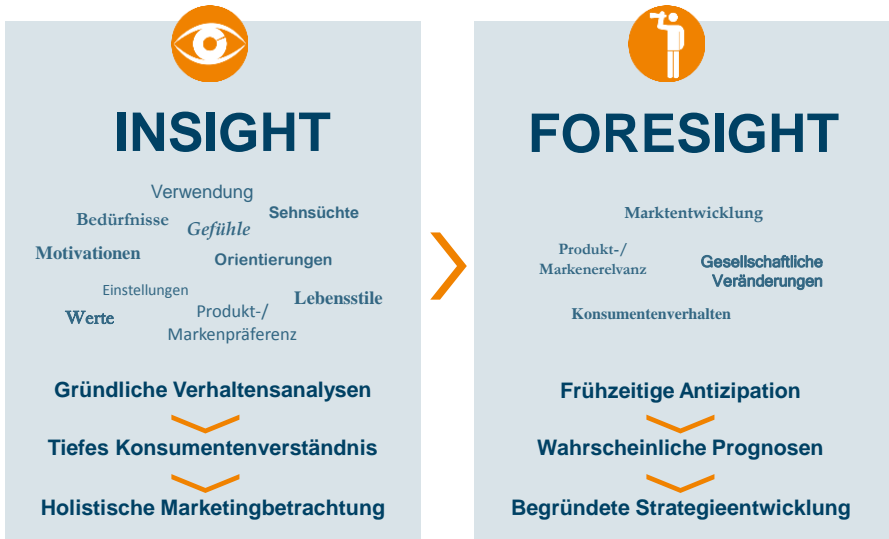 INSIGHT
Verwendung
Bedürfnisse
Gefühle
Sehnsüchte
Motivationen
Orientierungen
Einstellungen
Lebensstile
Werte
Produkt-/
Markenpräferenz
Gründliche Verhaltensanalysen
Tiefes Konsumentenverständnis
Holistische Marketingbetrachtung
FORESIGHT
Marktentwicklung
Produkt-/
Markenerelvanz
Gesellschaftliche
Veränderungen
Konsumentenverhalten
Frühzeitige Antizipation
Wahrscheinliche Prognosen
Begründete Strategieentwicklung